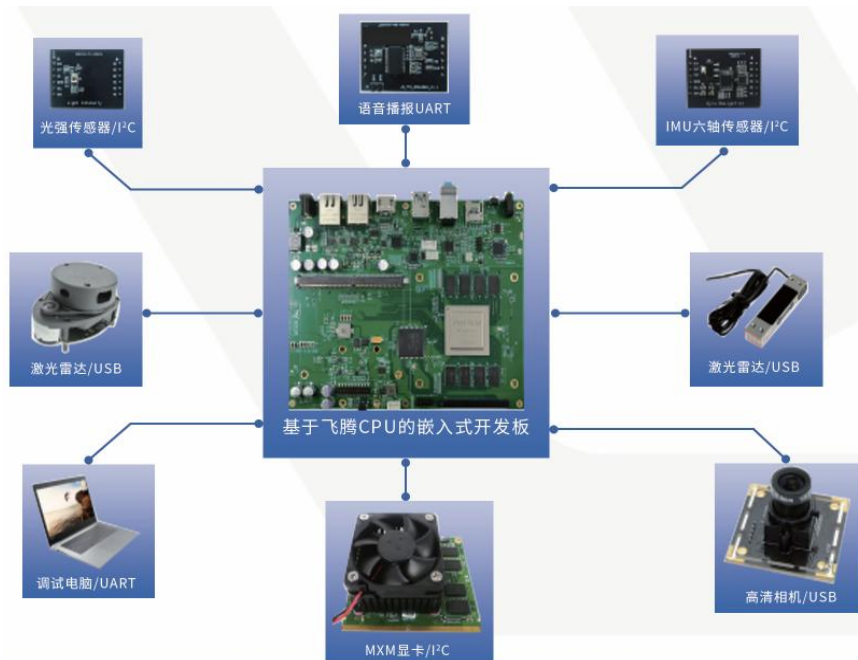 语音播报UART
光强传感器/I²C
IMU六轴传感器/I²C
激光雷达/USB
激光雷达/USB
基于飞腾CPU的嵌入式开发板
调试电脑/UART
高清相机/USB
MXM显卡/I²C